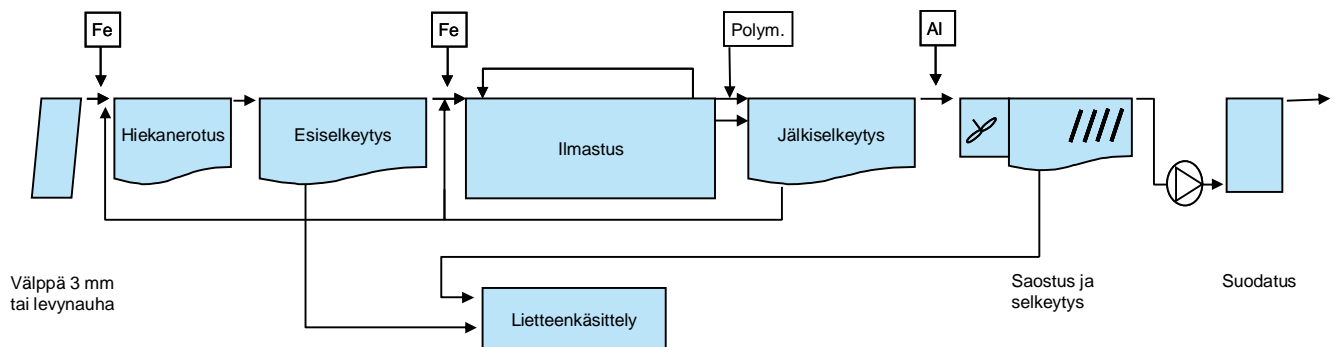 Fe
Fe
Polym.
Al
Hiekanerotus
Esiselkeytys
Ilmastus
Jälkiselkeytys
Välppä 3 mm
tai levynauha
Saostus ja
selkeytys
Suodatus
Lietteenkäsittely